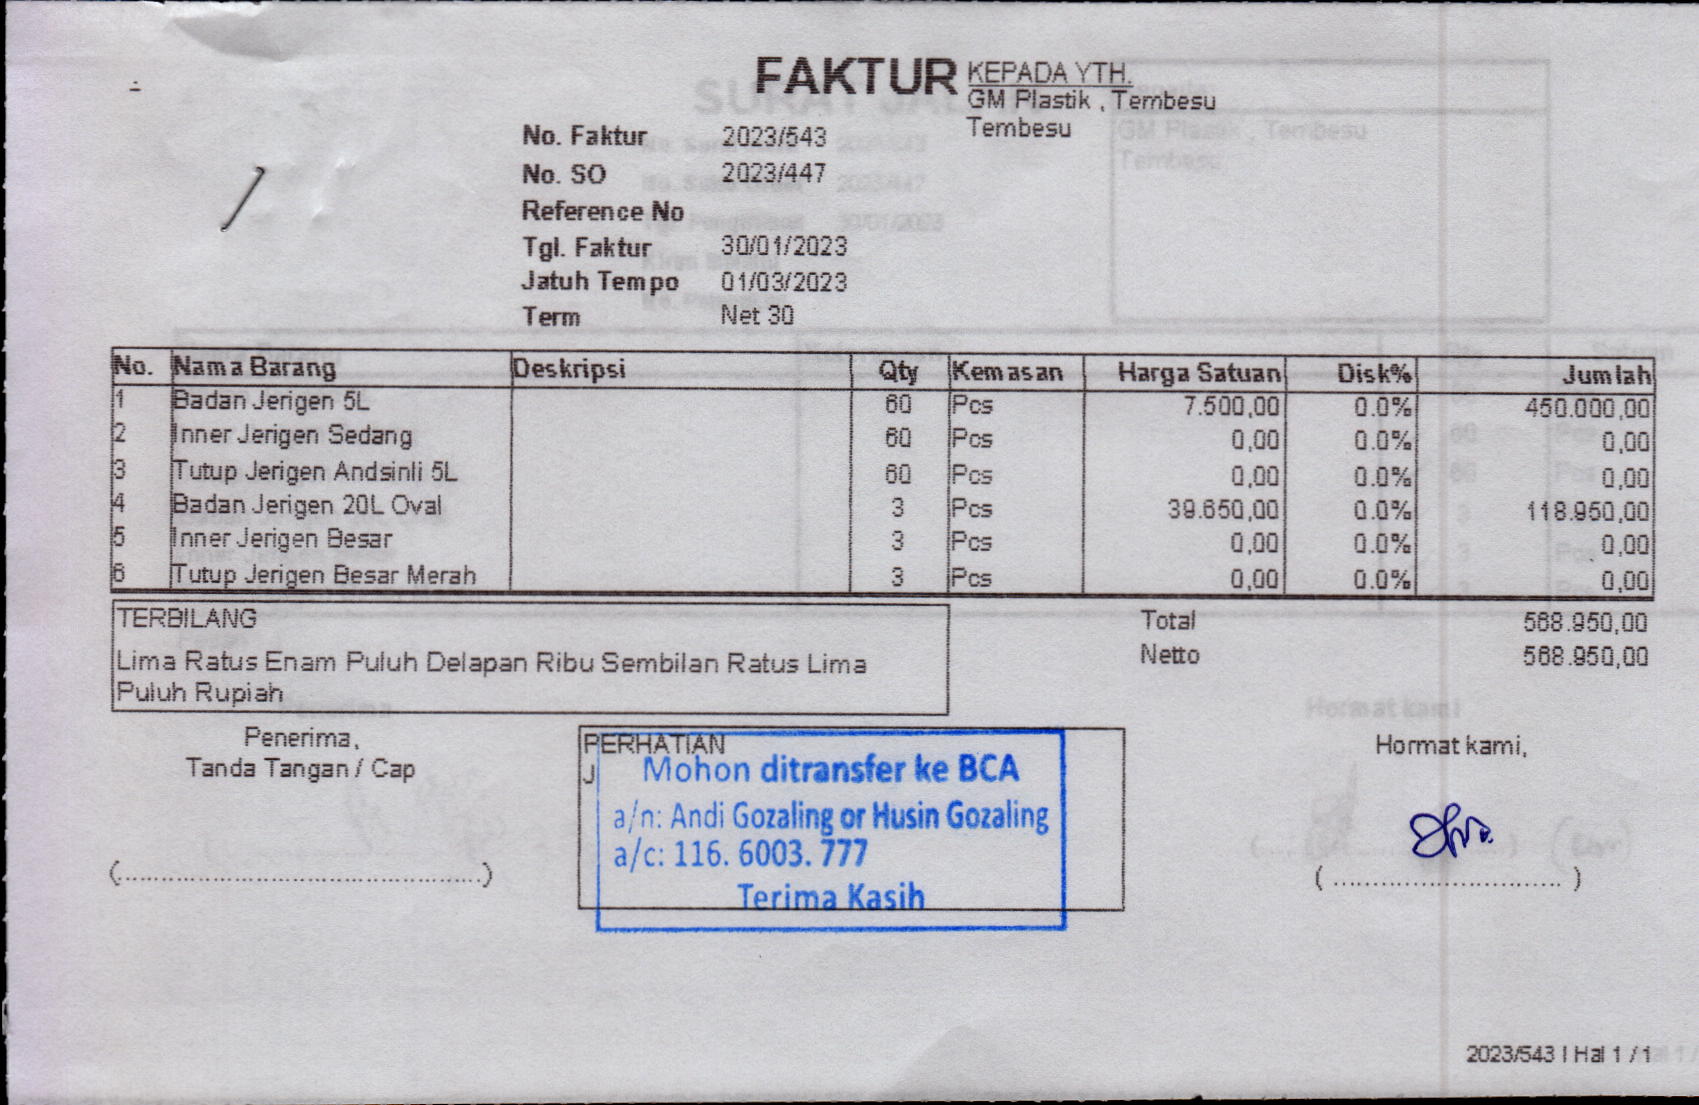 FAKTUR
KEPADA YTH.
GM Plastik , Tembesu
Tembesu
No. Faktur 2023/543
No. SO 2023/447
Reference No
Tgl. Faktur 30/01/2023
Jatuh Tempo 01/03/2023
Term Net 30
No. Nama Barang Deskripsi Qty Kemasan Harga Satuan Disk% Jumlah
1 Badan Jerigen 5L 60 Pcs 7.500,00 0.0% 450.000,00
2 Inner Jerigen Sedang 60 Pcs 0,00 0.0% 0,00
3 Tutup Jerigen Andsinli 5L 60 Pcs 0,00 0.0% 0,00
4 Badan Jerigen 20L Oval 3 Pcs 39.650,00 0.0% 118.950,00
5 Inner Jerigen Besar 3 Pcs 0,00 0.0% 0,00
6 Tutup Jerigen Besar Merah 3 Pcs 0,00 0.0% 0,00
TERBILANG
Lima Ratus Enam Puluh Delapan Ribu Sembilan Ratus Lima
Puluh Rupiah
Total 568.950,00
Netto 568.950,00
Penerima,
Tanda Tangan / Cap
(..............................................)
PERHATIAN
J
Mohon ditransfer ke BCA
a/n: Andi Gozaling or Husin Gozaling
a/c: 116. 6003. 777
Terima Kasih
Hormat kami,
( ............................. )
2023/543 | Hal 1 / 1